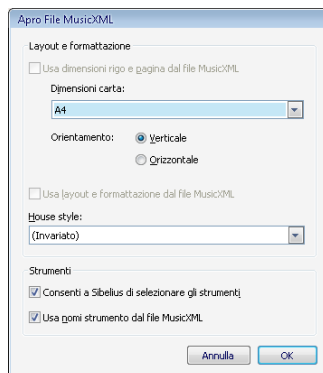 Apro File MusicXML
Layout e formattazione
Usa dimensioni rigo e pagina dal file MusicXML
Dimensioni carta:
A4
Orientamento:
Verticale
Orizzontale
Usa layout e formattazione dal file MusicXML
House style:
(Invariato)
Strumenti
Consenti a Sibelius di selezionare gli strumenti
Usa nomi strumento dal file MusicXML
Annulla
OK